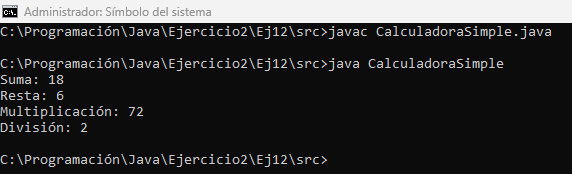 Administrador: Símbolo del sistema
C:\Programación\Java\Ejercicio2\Ej12\src>javac CalculadoraSimple.java
C:\Programación\Java\Ejercicio2\Ej12\src>java CalculadoraSimple
Suma: 18
Resta: 6
Multiplicación: 72
División: 2
C:\Programación\Java\Ejercicio2\Ej12\src>